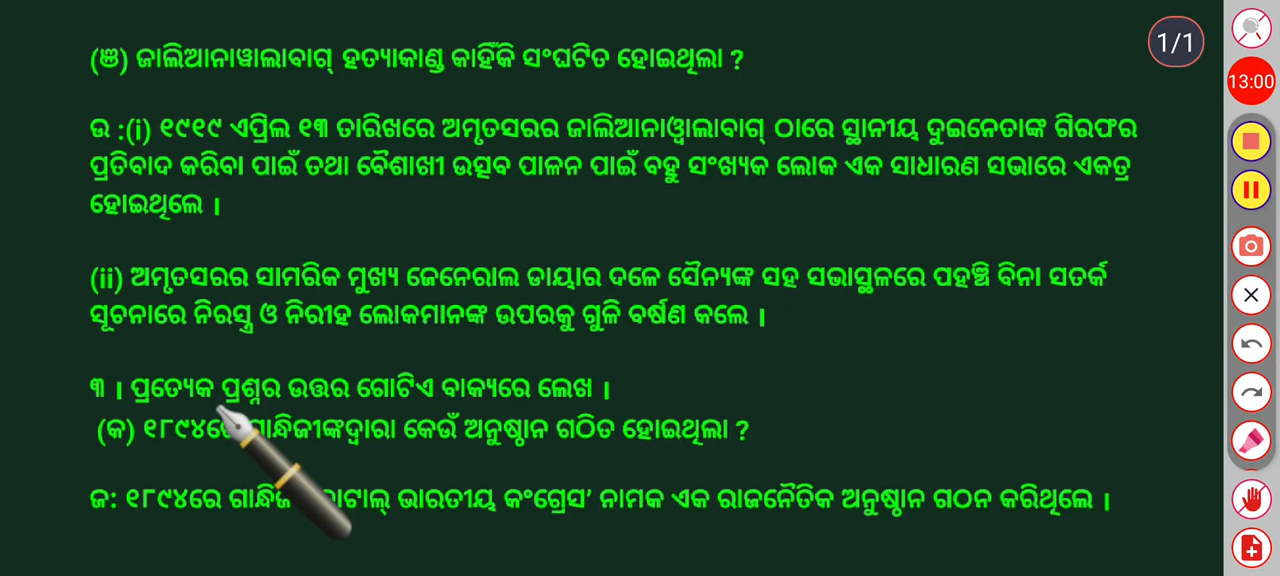 (ଞ) ଜାଲିଆନାୱାଲାବାଗ୍ ହତ୍ୟାକାଣ୍ଡ କାହିଁକି ସଂଘଟିତ ହୋଇଥିଲା ?
1/1
13:00
ଉ :(i) ୧୯୧୯ ଏପ୍ରିଲ ୧୩ ତାରିଖରେ ଅମୃତସରର ଜାଲିଆନାୱାଲାବାଗ୍ ଠାରେ ସ୍ଥାନୀୟ ଦୁଇନେତାଙ୍କ ଗିରଫର
ପ୍ରତିବାଦ କରିବା ପାଇଁ ତଥା ବୈଶାଖୀ ଉତ୍ସବ ପାଳନ ପାଇଁ ବହୁ ସଂଖ୍ୟକ ଲୋକ ଏକ ସାଧାରଣ ସଭାରେ ଏକତ୍ର
ହୋଇଥିଲେ ।
(ii) ଅମୃତସରର ସାମରିକ ମୁଖ୍ୟ ଜେନେରାଲ ଡାୟାର ଦଳେ ସୈନ୍ୟଙ୍କ ସହ ସଭାସ୍ଥଳରେ ପହଞ୍ଚି ବିନା ସତର୍କ
ସୂଚନାରେ ନିରସ୍ତ୍ର ଓ ନିରୀହ ଲୋକମାନଙ୍କ ଉପରକୁ ଗୁଳି ବର୍ଷଣ କଲେ ।
୩ । ପ୍ରତ୍ୟେକ ପ୍ରଶ୍ନର ଉତ୍ତର ଗୋଟିଏ ବାକ୍ୟରେ ଲେଖ ।
(କ) ୧୮୯୪ରେ ଗାନ୍ଧିଜୀଙ୍କଦ୍ୱାରା କେଉଁ ଅନୁଷ୍ଠାନ ଗଠିତ ହୋଇଥିଲା ?
ଜ: ୧୮୯୪ରେ ଭାରତୀୟ କଂଗ୍ରେସ’ ନାମକ ଏକ ରାଜନୈତିକ ଅନୁଷ୍ଠାନ ଗଠନ କରିଥିଲେ ।